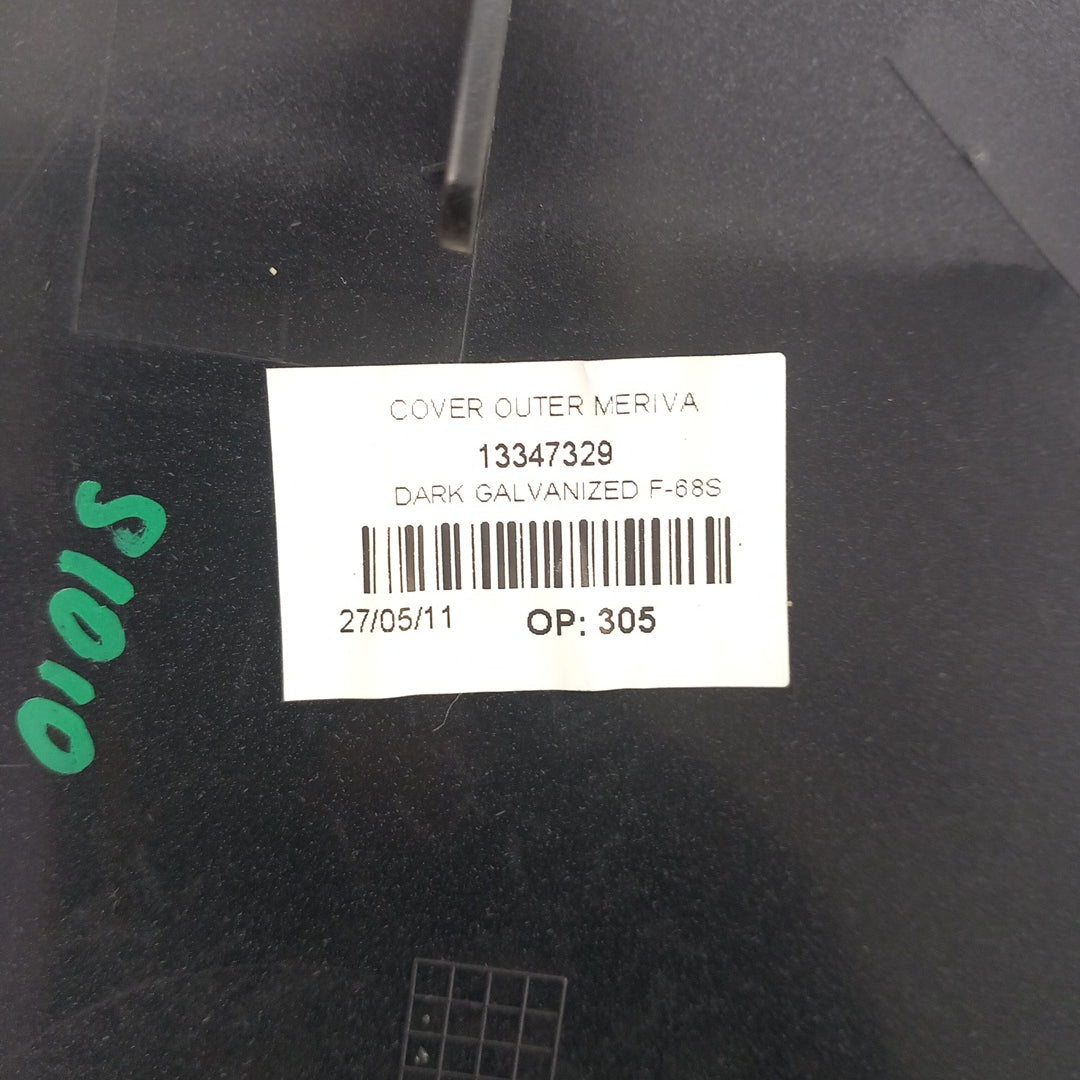 COVER OUTER MERIVA
13347329
DARK GALVANIZED F-68S
27/05/11 OP: 305
S1010